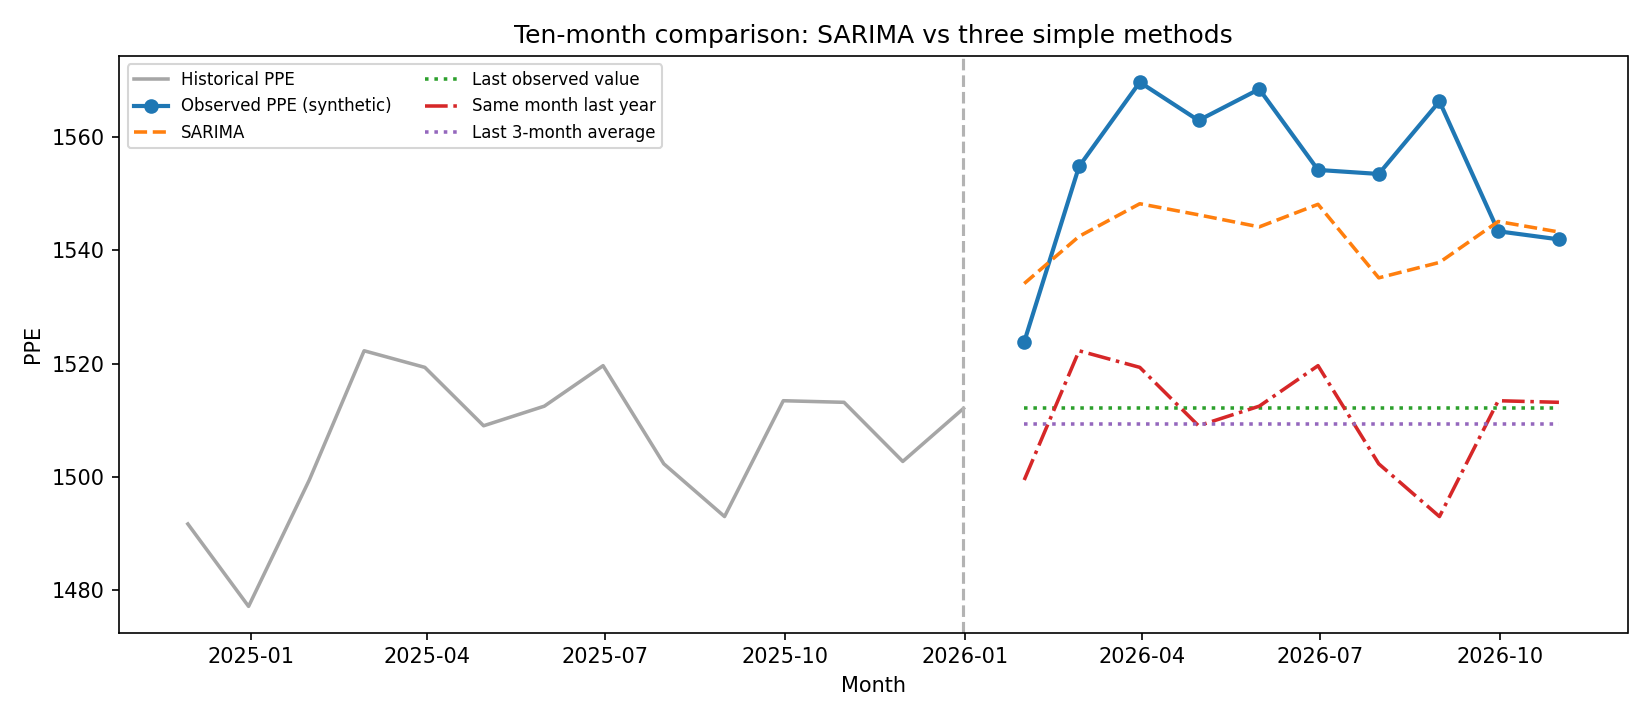 Ten-month comparison: SARIMA vs three simple methods
Historical PPE
Observed PPE (synthetic)
SARIMA
Last observed value
Same month last year
Last 3-month average
PPE
1560
1540
1520
1500
1480
2025-01 2025-04 2025-07 2025-10 2026-01 2026-04 2026-07 2026-10
Month